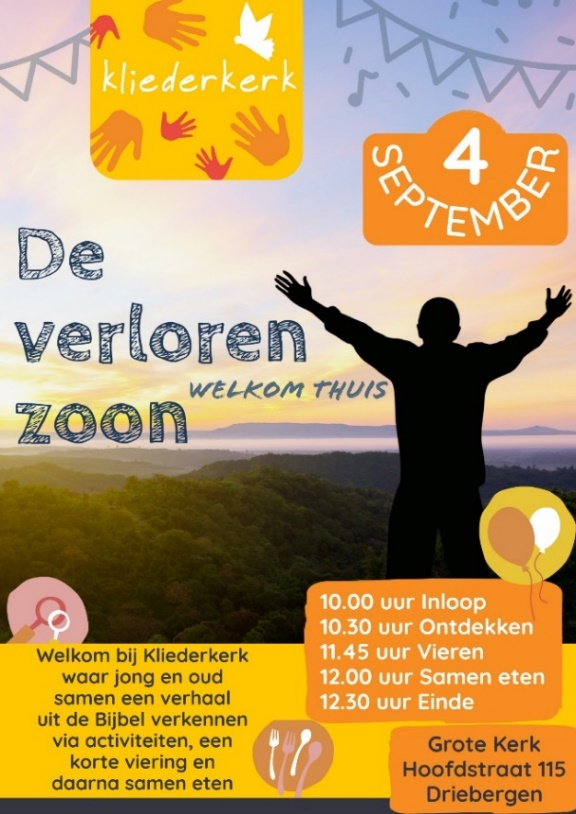 kliederkerk
4
SEPTEMBER
De
verloren
WELKOM THUIS
zoon
10.00 uur Inloop
10.30 uur Ontdekken
11.45 uur Vieren
12.00 uur Samen eten
12.30 uur Einde
Welkom bij Kliederkerk
waar jong en oud
samen een verhaal
uit de Bijbel verkennen
via activiteiten, een
korte viering en
daarna samen eten
Grote Kerk
Hoofdstraat 115
Driebergen